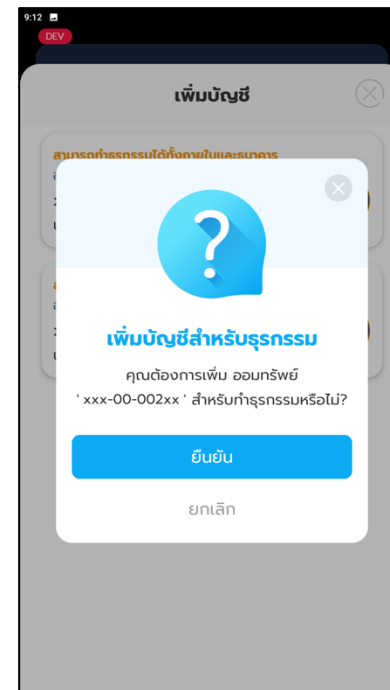 9:12
DEV
เพิ่มบัญชี
สามารถทำธุรกรรมได้ทั้งภายในและธนาคาร
เพิ่มบัญชีสำหรับธุรกรรม
คุณต้องการเพิ่ม ออมทรัพย์
' xxx-00-002xx ' สำหรับทำธุรกรรมหรือไม่?
ยืนยัน
ยกเลิก